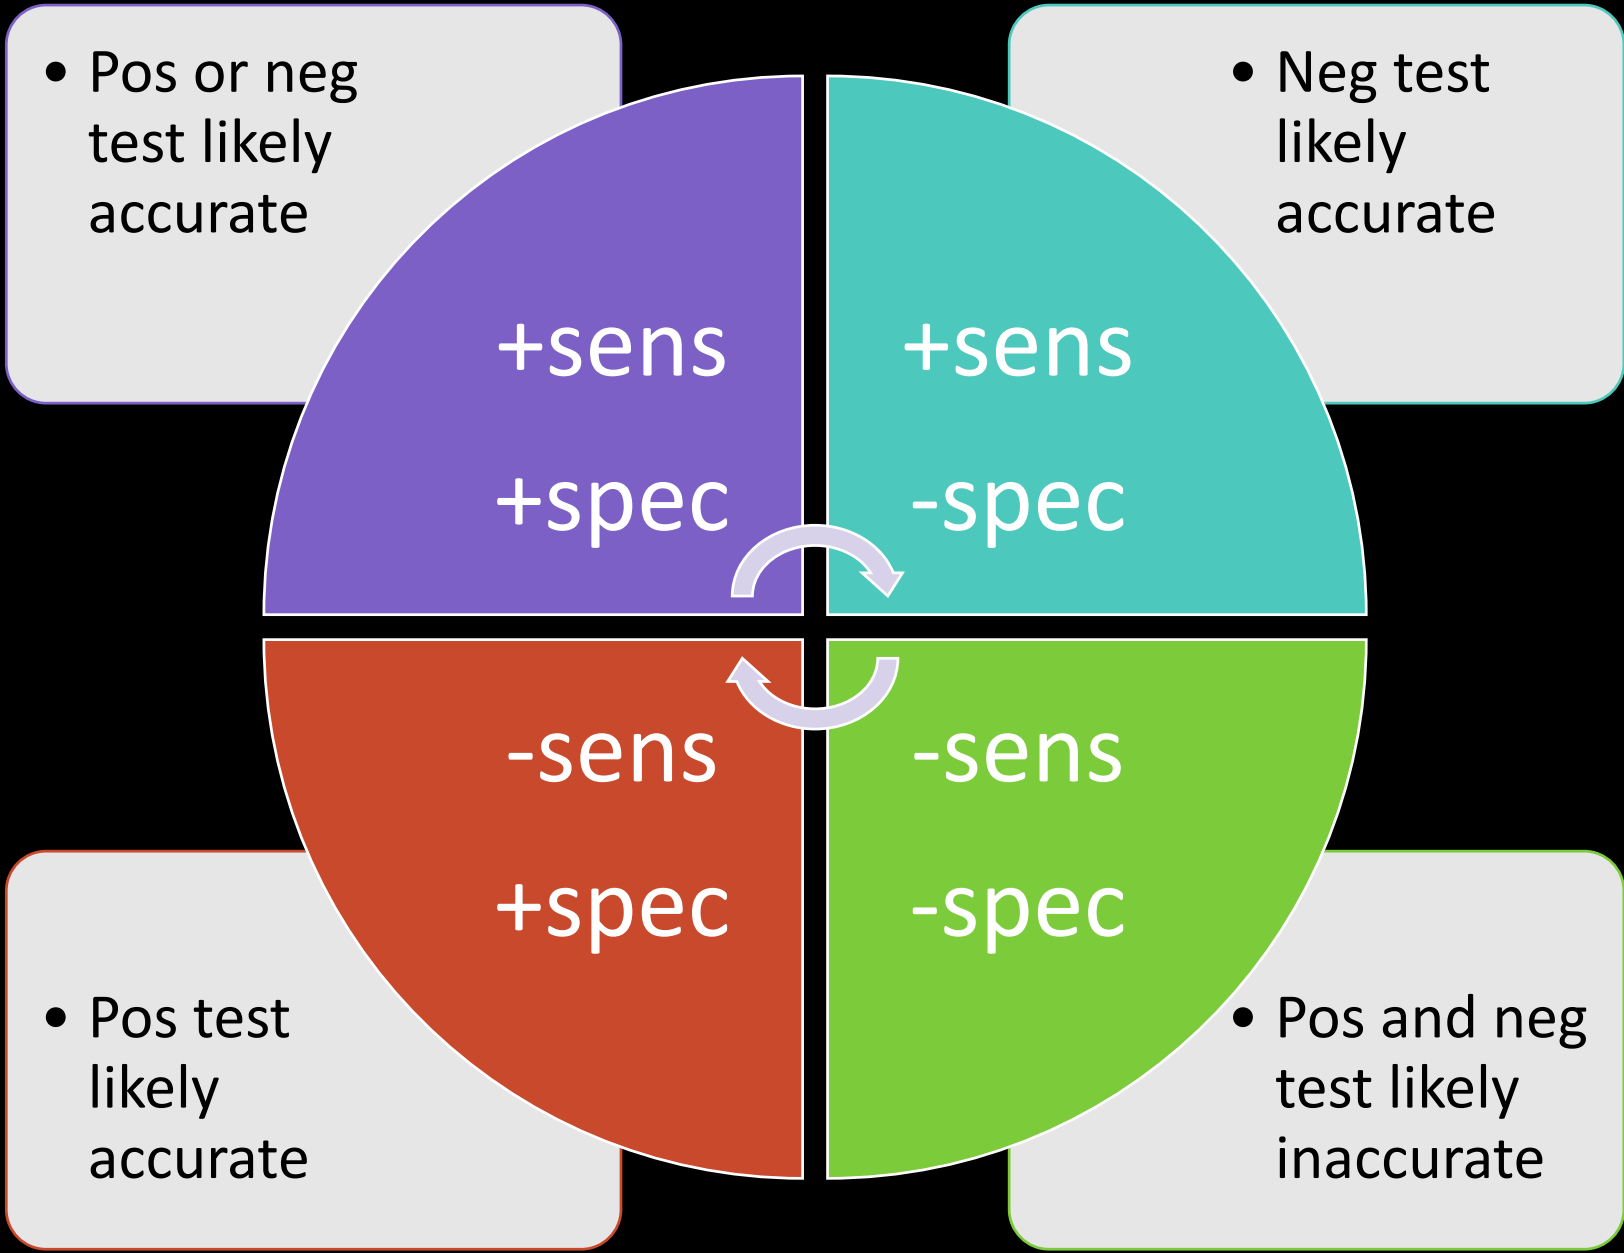 • Pos or neg
test likely
accurate
• Neg test
likely
accurate
+sens
+spec
+sens
-spec
-sens
+spec
-sens
-spec
• Pos test
likely
accurate
• Pos and neg
test likely
inaccurate